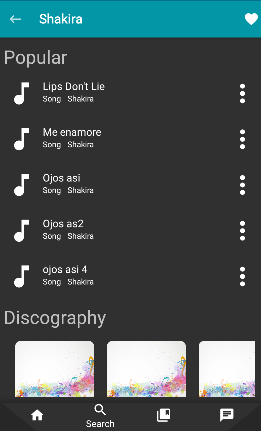 Shakira
Popular
Lips Don't Lie
Song Shakira
Me enamore
Song Shakira
Ojos asi
Song Shakira
Ojos as2
Song Shakira
ojos asi 4
Song Shakira
Discography
Search